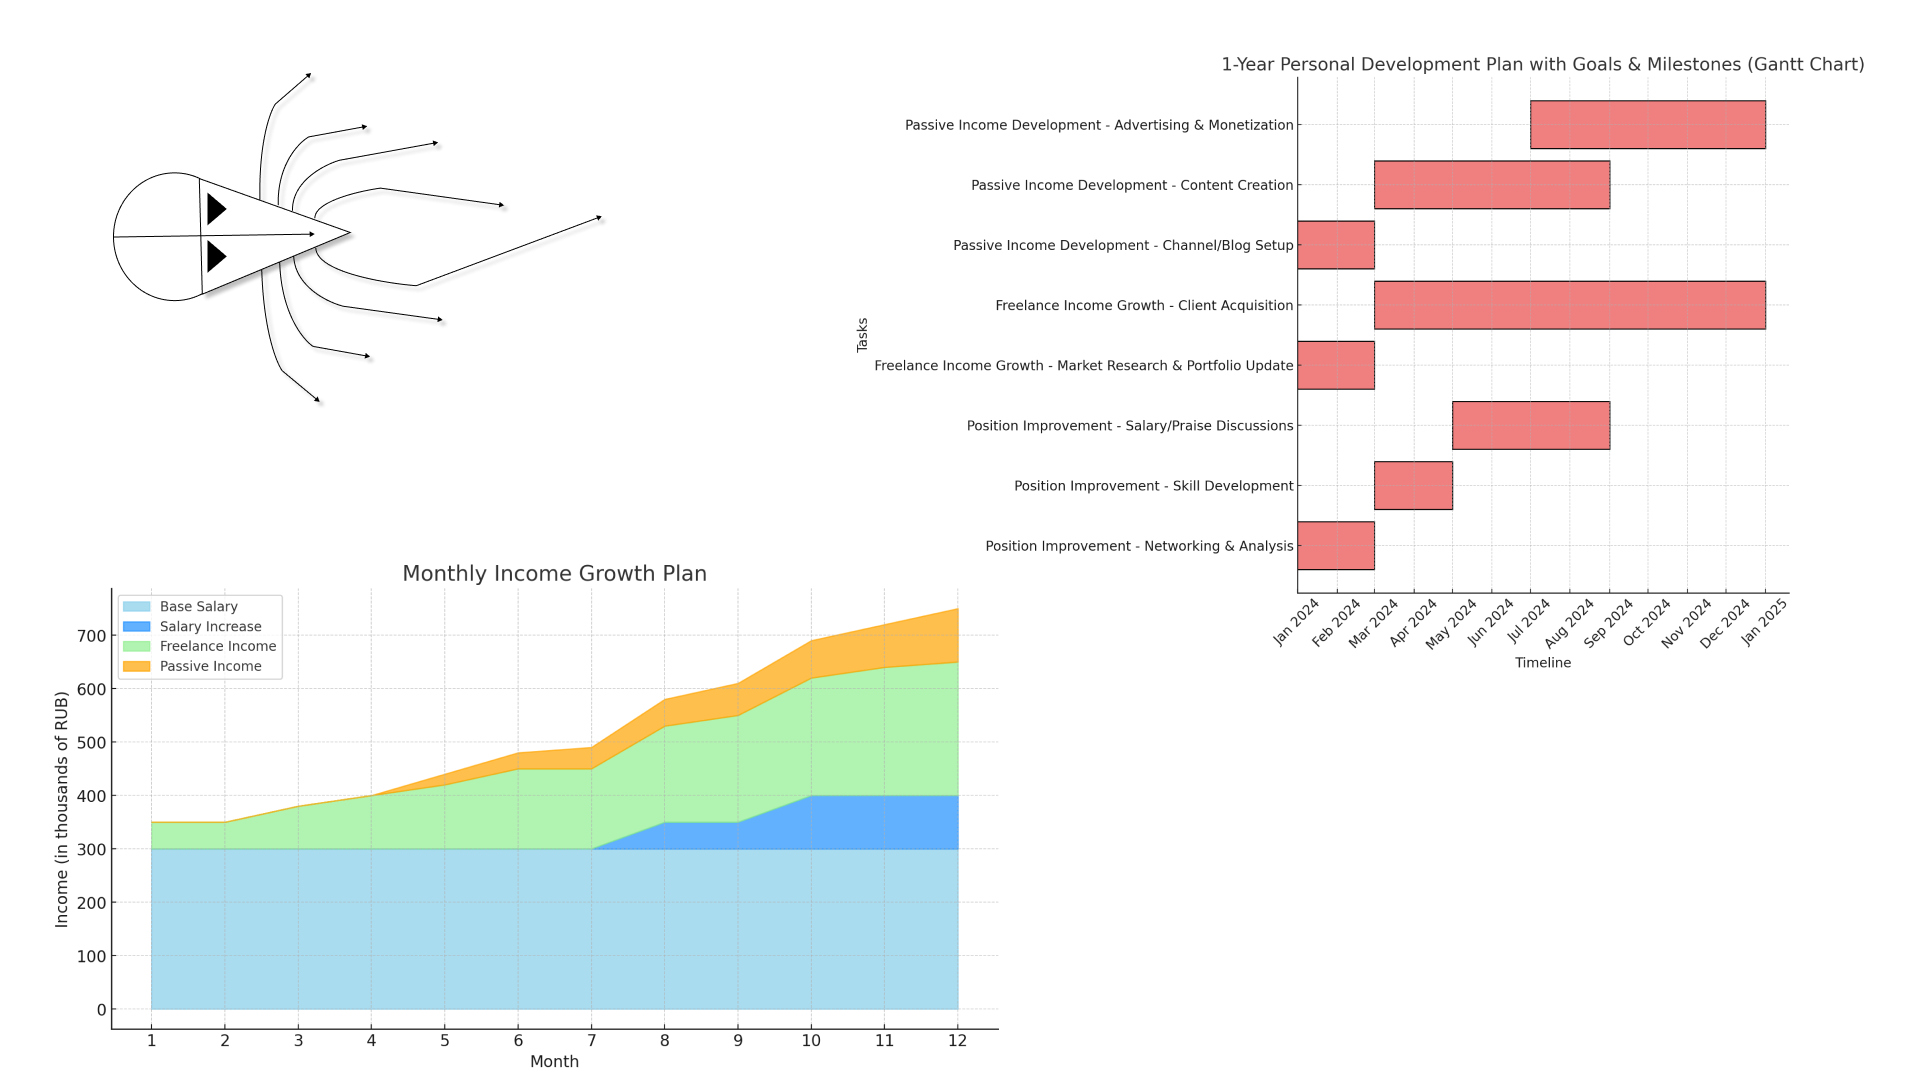 1-Year Personal Development Plan with Goals & Milestones (Gantt Chart)
Passive Income Development - Advertising & Monetization
Passive Income Development - Content Creation
Passive Income Development - Channel/Blog Setup
Freelance Income Growth - Client Acquisition
Tasks
Freelance Income Growth - Market Research & Portfolio Update
Position Improvement - Salary/Praise Discussions
Position Improvement - Skill Development
Position Improvement - Networking & Analysis
Jan 2024
Feb 2024
Mar 2024
Apr 2024
May 2024
Jun 2024
Jul 2024
Aug 2024
Sep 2024
Oct 2024
Nov 2024
Dec 2024
Jan 2025
Timeline
Monthly Income Growth Plan
Base Salary
Salary Increase
Freelance Income
Passive Income
Income (in thousands of RUB)
700
600
500
400
300
200
100
0
1 2 3 4 5 6 7 8 9 10 11 12
Month